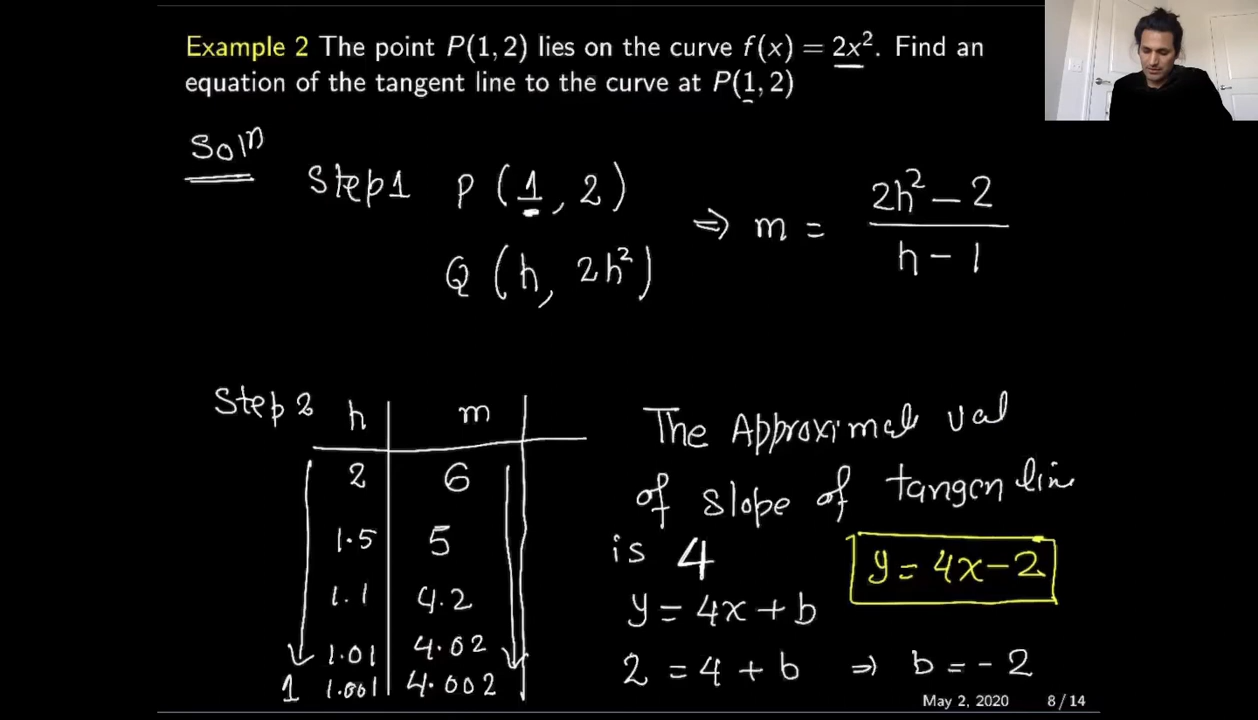 Example 2 The point P(1, 2) lies on the curve f(x) = 2x². Find an
equation of the tangent line to the curve at P(1, 2)
Solⁿ
Step 1 P (1, 2)
Q (h, 2h²)
⇒ m = (2h² − 2)/(h − 1)
Step 2
h | m
2 | 6
1.5 | 5
1.1 | 4.2
1.01 | 4.02
1 1.001 | 4.002
The Approximal val
of slope of tangen line
is 4
y = 4x + b
2 = 4 + b ⇒ b = - 2
y = 4x − 2
May 2, 2020 8 / 14